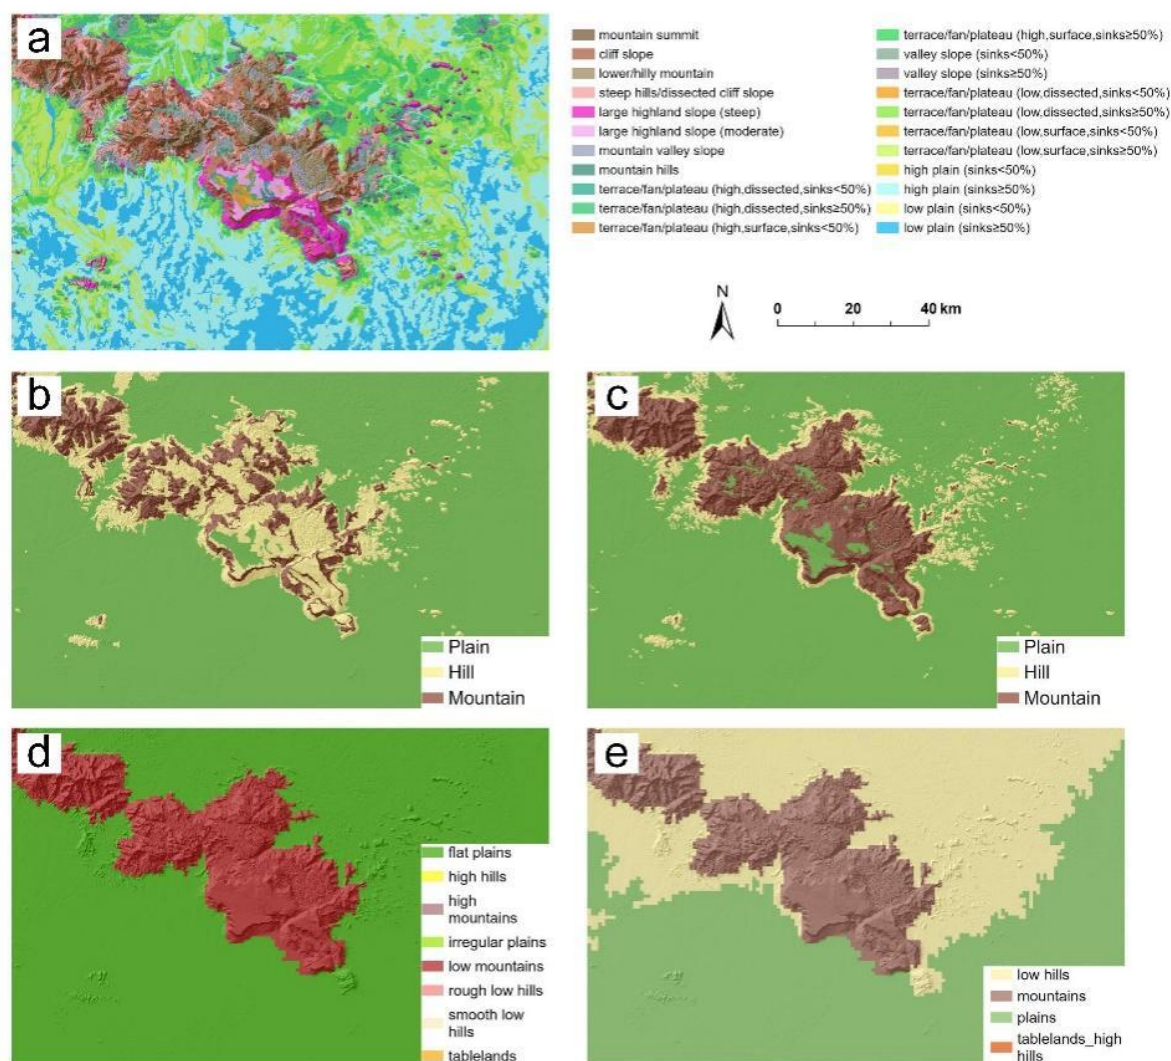 a
mountain summit
cliff slope
lower/hilly mountain
steep hills/dissected cliff slope
large highland slope (steep)
large highland slope (moderate)
mountain valley slope
mountain hills
terrace/fan/plateau (high,dissected,sinks<50%)
terrace/fan/plateau (high,dissected,sinks≥50%)
terrace/fan/plateau (high,surface,sinks<50%)
terrace/fan/plateau (high,surface,sinks≥50%)
valley slope (sinks<50%)
valley slope (sinks≥50%)
terrace/fan/plateau (low,dissected,sinks<50%)
terrace/fan/plateau (low,dissected,sinks≥50%)
terrace/fan/plateau (low,surface,sinks<50%)
terrace/fan/plateau (low,surface,sinks≥50%)
high plain (sinks<50%)
high plain (sinks≥50%)
low plain (sinks<50%)
low plain (sinks≥50%)
N
0 20 40 km
b
Plain
Hill
Mountain
c
Plain
Hill
Mountain
d
flat plains
high hills
high
mountains
irregular plains
low mountains
rough low hills
smooth low
hills
tablelands
e
low hills
mountains
plains
tablelands_high
hills